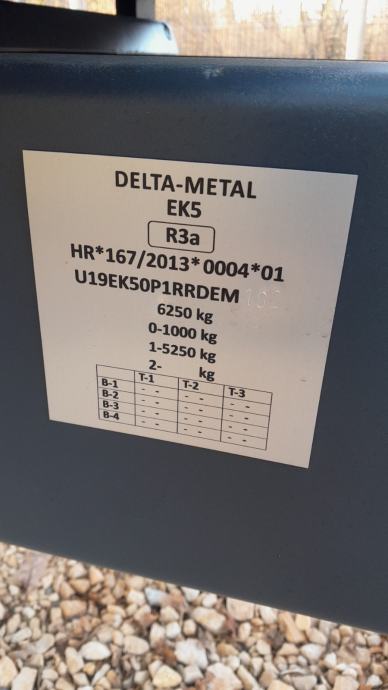 DELTA-METAL
EK5
R3a
HR*167/2013*0004*01
U19EK50P1RRDEM
6250 kg
0-1000 kg
1-5250 kg
2- kg
T-1 T-2 T-3
B-1 - - - - - -
B-2 - - - - - -
B-3 - - - - - -
B-4 - - - - - -